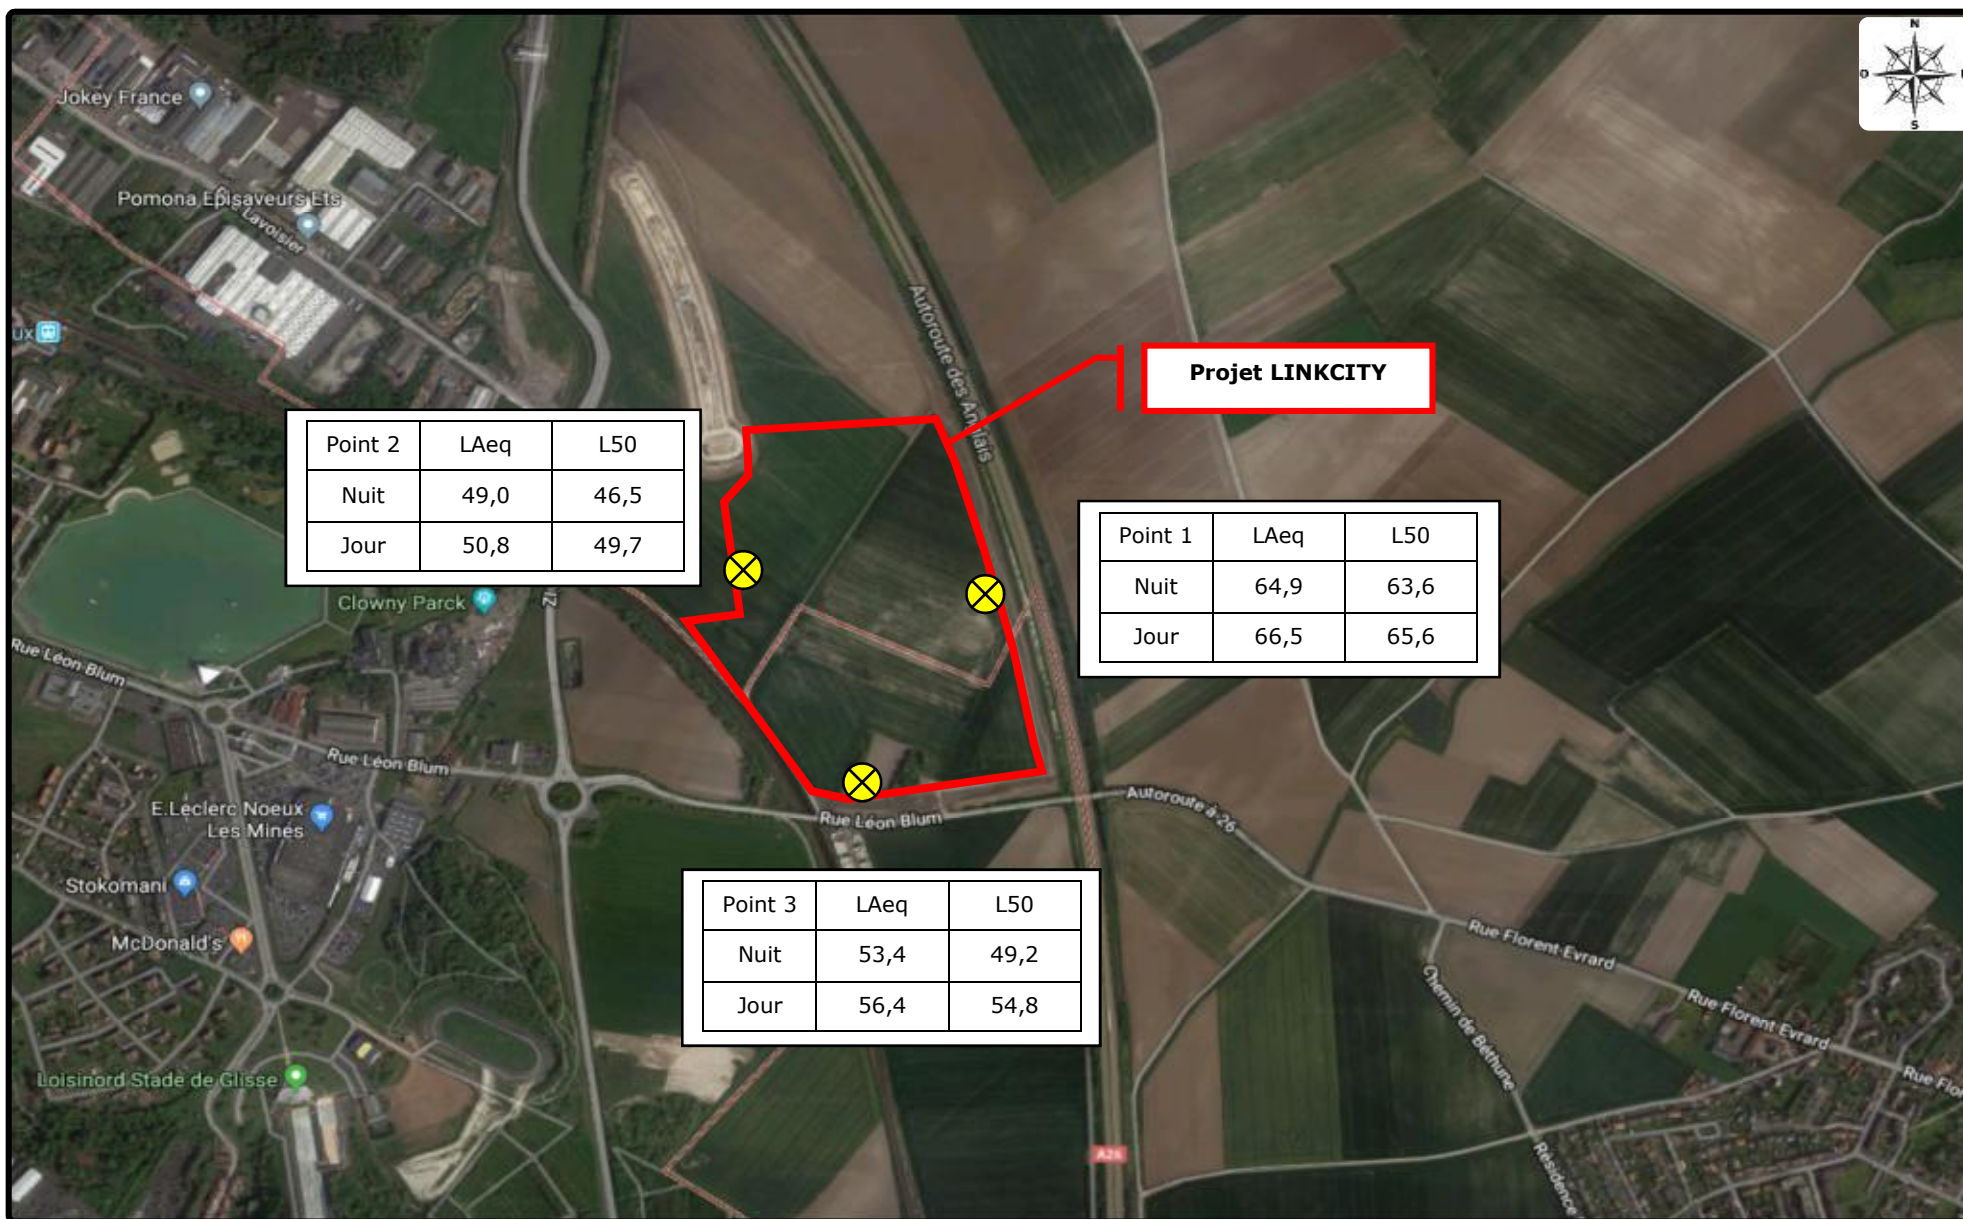 N
O
S
Jokey France
Pomona Episaveurs Ets
Lavoisier
ux
Autoroute des Anglais
Projet LINKCITY
Point 2 LAeq L50
Nuit 49,0 46,5
Jour 50,8 49,7
Point 1 LAeq L50
Nuit 64,9 63,6
Jour 66,5 65,6
Clowny Parck
ZI
Rue Léon Blum
Rue Léon Blum
E.Leclerc Noeux
Les Mines
Rue Léon Blum
Autoroute a-26
Stokomani
McDonald's
Point 3 LAeq L50
Nuit 53,4 49,2
Jour 56,4 54,8
Rue Florent Evrard
Chemin de Béthune
Rue Florent Evrard
Rue Flor
Loisinord Stade de Glisse
A26
Résidence